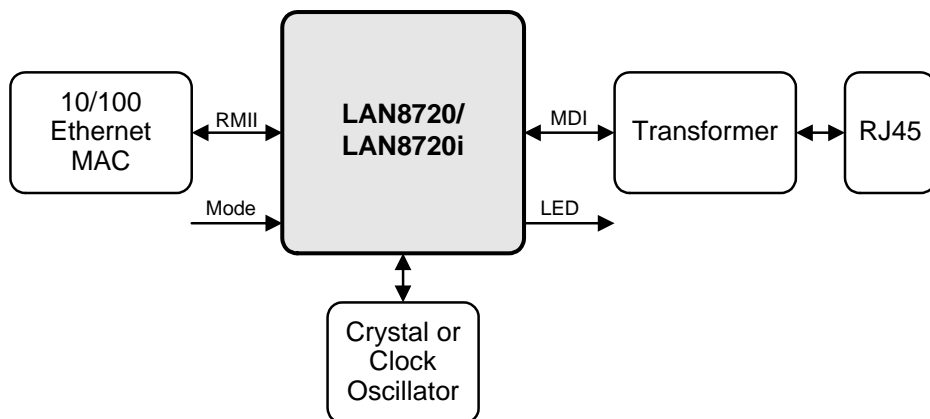 10/100
Ethernet
MAC
RMII
Mode
LAN8720/
LAN8720i
MDI
LED
Transformer
RJ45
Crystal or
Clock
Oscillator